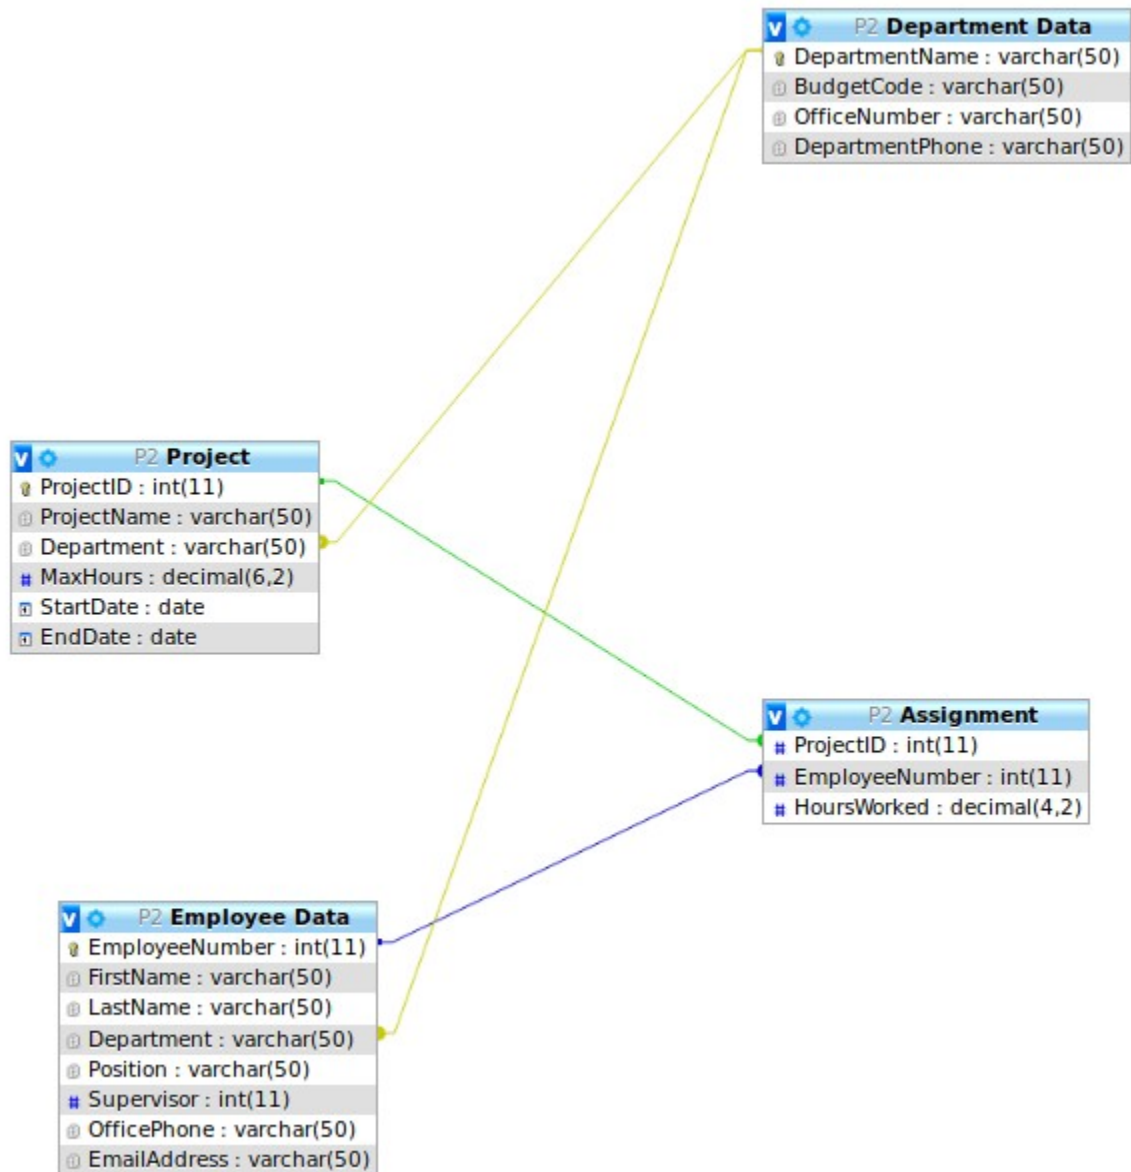 v P2 Department Data
DepartmentName : varchar(50)
BudgetCode : varchar(50)
OfficeNumber : varchar(50)
DepartmentPhone : varchar(50)
v P2 Project
ProjectID : int(11)
ProjectName : varchar(50)
Department : varchar(50)
# MaxHours : decimal(6,2)
StartDate : date
EndDate : date
v P2 Assignment
# ProjectID : int(11)
# EmployeeNumber : int(11)
# HoursWorked : decimal(4,2)
v P2 Employee Data
EmployeeNumber : int(11)
FirstName : varchar(50)
LastName : varchar(50)
Department : varchar(50)
Position : varchar(50)
# Supervisor : int(11)
OfficePhone : varchar(50)
EmailAddress : varchar(50)